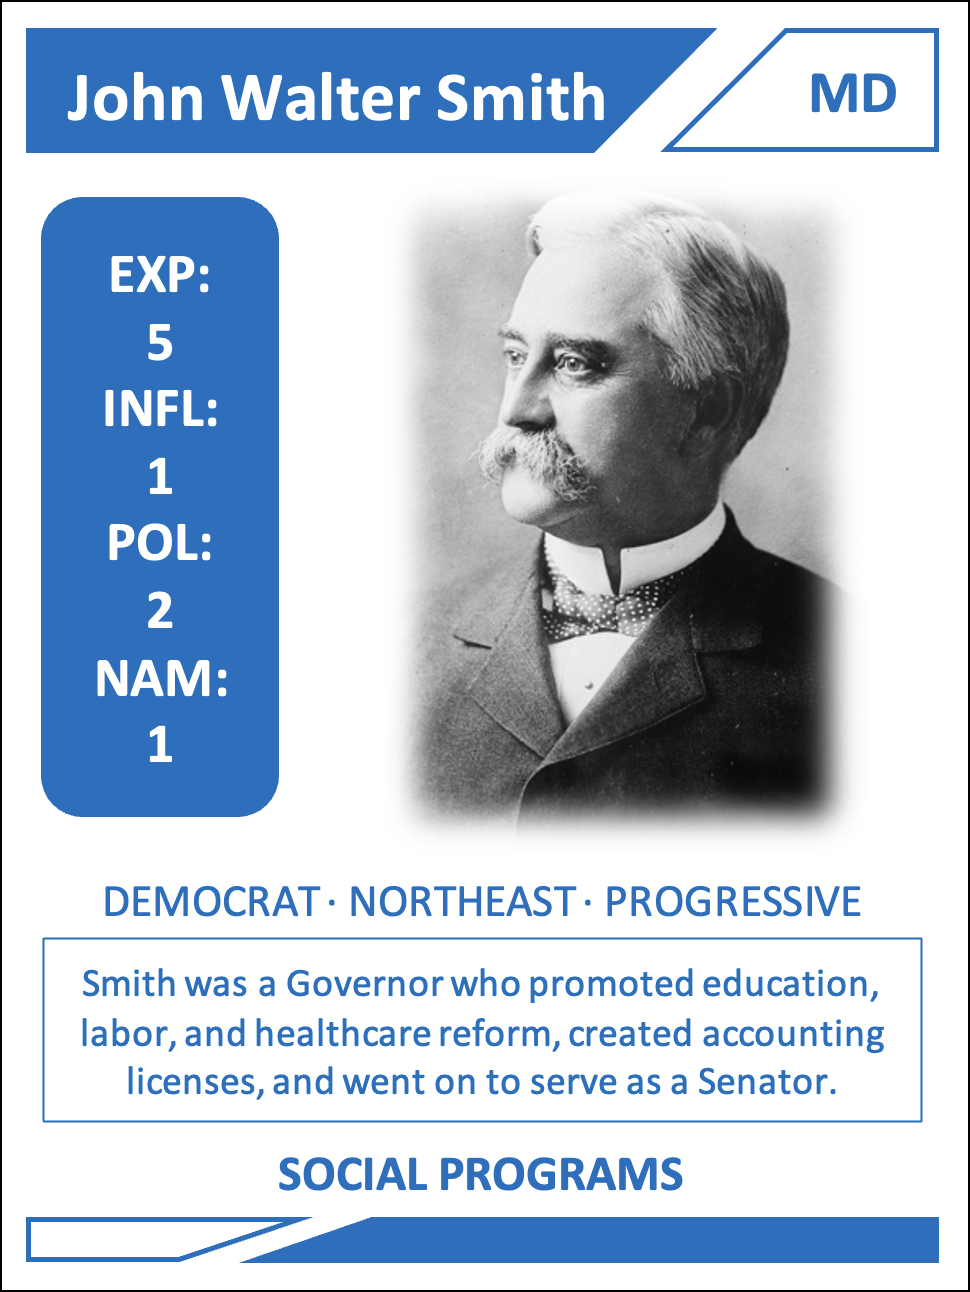 John Walter Smith
MD
EXP:
5
INFL:
1
POL:
2
NAM:
1
DEMOCRAT · NORTHEAST · PROGRESSIVE
Smith was a Governor who promoted education,
labor, and healthcare reform, created accounting
licenses, and went on to serve as a Senator.
SOCIAL PROGRAMS